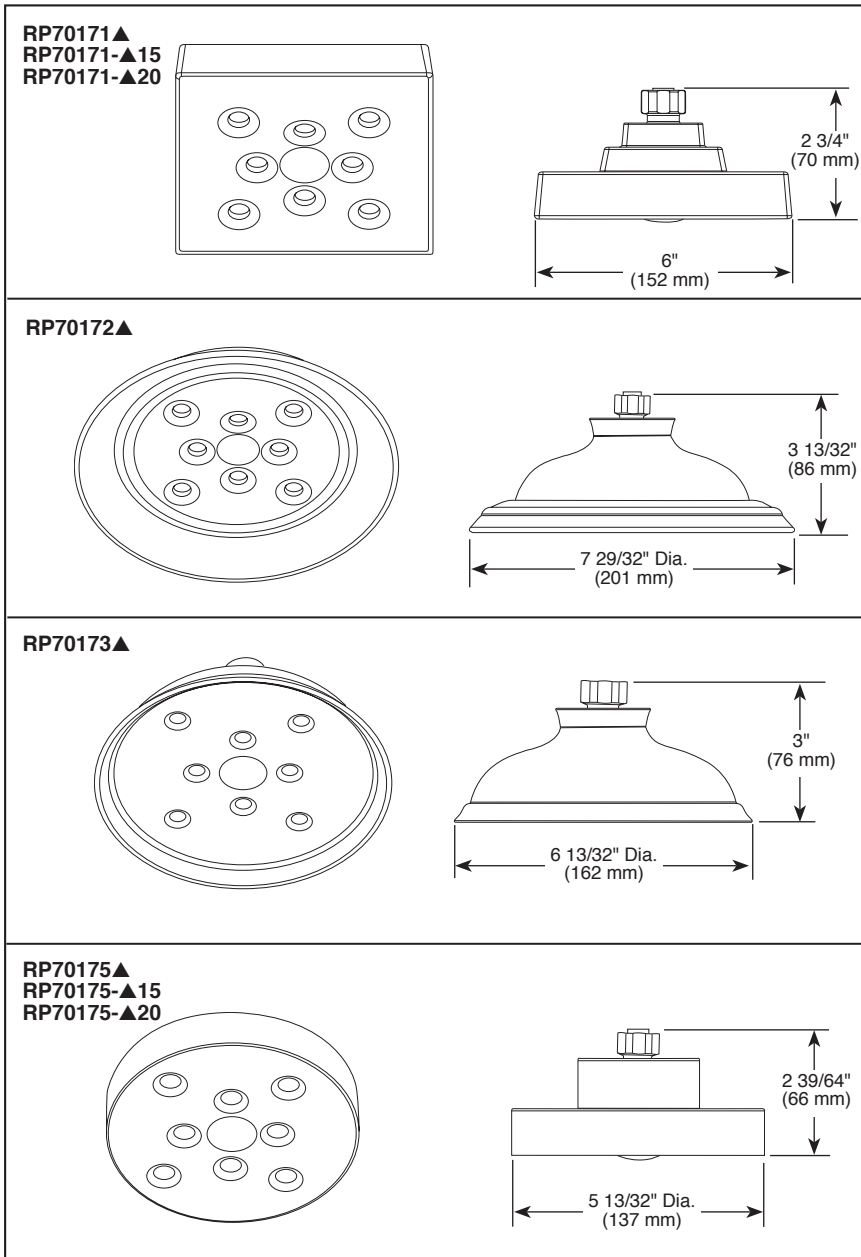 RP70171▲
RP70171-▲15
RP70171-▲20
2 3/4"
(70 mm)
6"
(152 mm)
RP70172▲
3 13/32"
(86 mm)
7 29/32" Dia.
(201 mm)
RP70173▲
3"
(76 mm)
6 13/32" Dia.
(162 mm)
RP70175▲
RP70175-▲15
RP70175-▲20
2 39/64"
(66 mm)
5 13/32" Dia.
(137 mm)